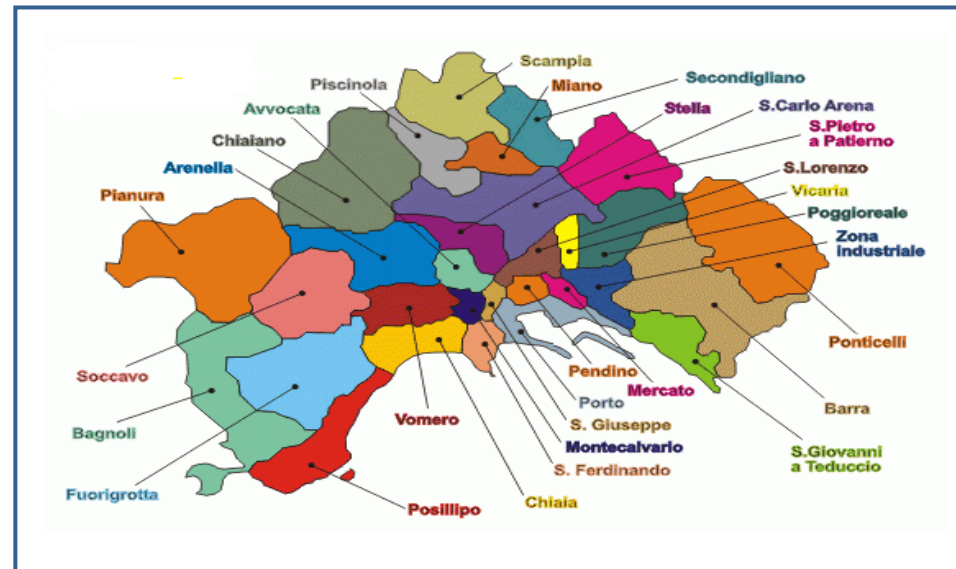 Scampia
Piscinola
Miano
Secondigliano
Avvocata
Stella
S.Carlo Arena
Chiaiano
S.Pietro
a Patierno
Arenella
S.Lorenzo
Pianura
Vicaria
Poggioreale
Zona
industriale
Ponticelli
Soccavo
Pendino
Mercato
Barra
Porto
Vomero
S. Giuseppe
Bagnoli
Montecalvario
S.Giovanni
a Teduccio
S. Ferdinando
Fuorigrotta
Chiaia
Posillipo